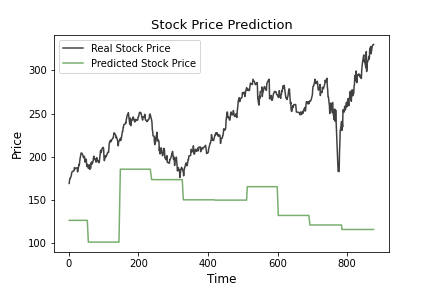 Stock Price Prediction
Real Stock Price
Predicted Stock Price
Price
300
250
200
150
100
0 200 400 600 800
Time